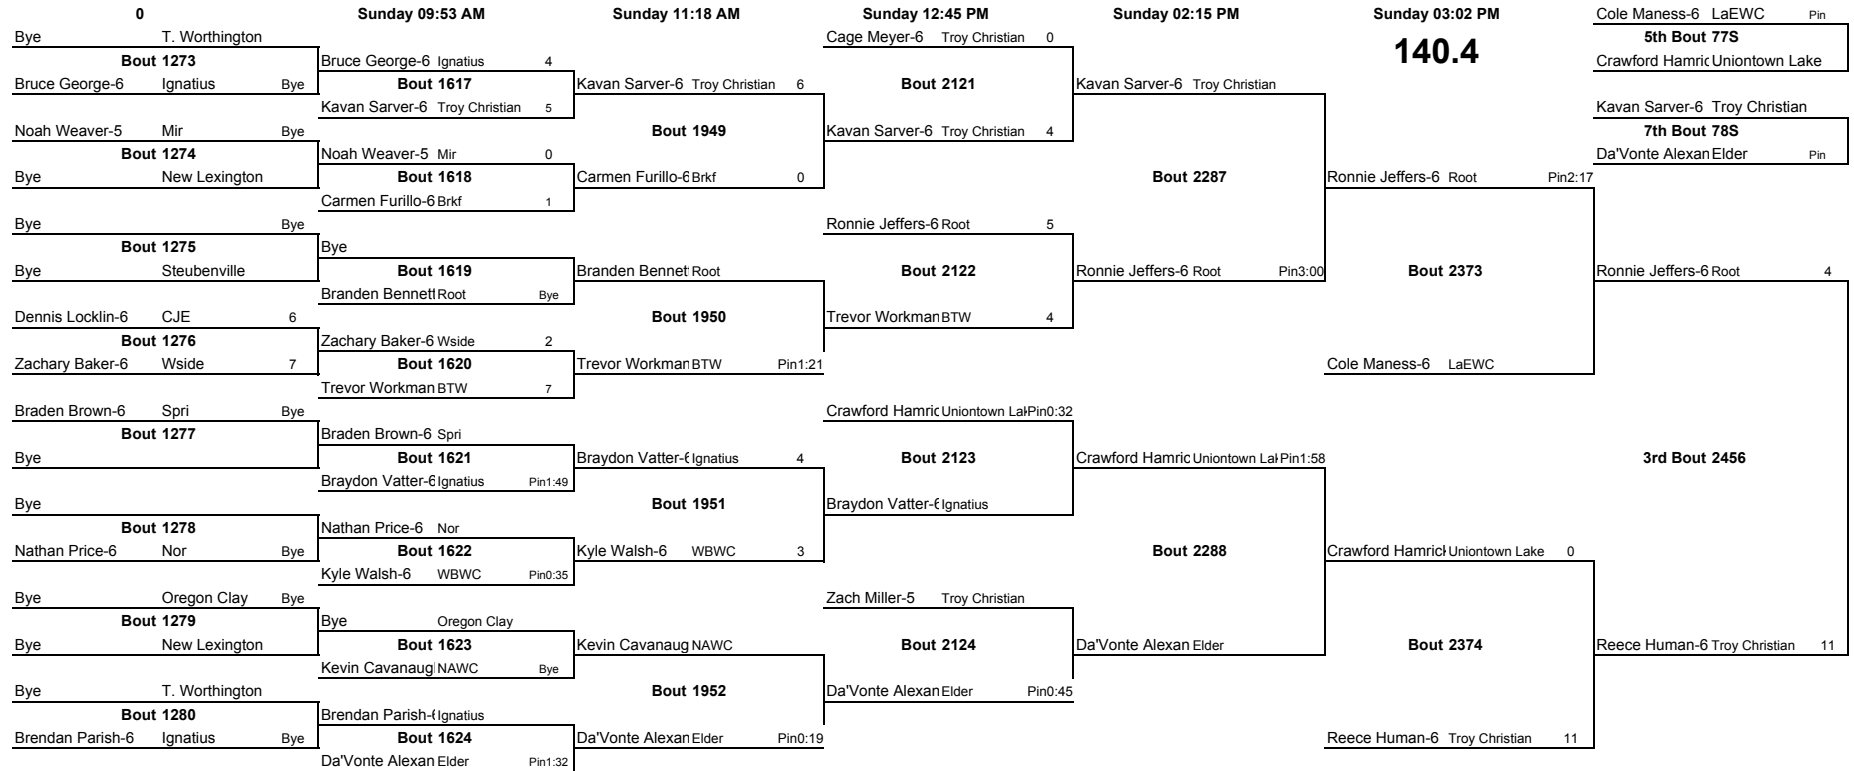 0 Sunday 09:53 AM Sunday 11:18 AM Sunday 12:45 PM Sunday 02:15 PM Sunday 03:02 PM Cole Maness-6 LaEWC Pin
Bye T. Worthington Cage Meyer-6 Troy Christian 0 140.4 5th Bout 77S
Bout 1273 Bruce George-6 Ignatius 4 Crawford Hamric Uniontown Lake
Bruce George-6 Ignatius Bye Bout 1617 Kavan Sarver-6 Troy Christian 6 Bout 2121 Kavan Sarver-6 Troy Christian
Kavan Sarver-6 Troy Christian 5 Kavan Sarver-6 Troy Christian
Noah Weaver-5 Mir Bye Bout 1949 Kavan Sarver-6 Troy Christian 4 7th Bout 78S
Bout 1274 Noah Weaver-5 Mir 0 Da'Vonte Alexan Elder Pin
Bye New Lexington Bout 1618 Carmen Furillo-6 Brkf 0 Bout 2287 Ronnie Jeffers-6 Root Pin2:17
Carmen Furillo-6 Brkf 1
Bye Bye Ronnie Jeffers-6 Root 5
Bout 1275 Bye
Bye Steubenville Bout 1619 Branden Bennet Root Bout 2122 Ronnie Jeffers-6 Root Pin3:00 Bout 2373 Ronnie Jeffers-6 Root 4
Branden Bennett Root Bye
Dennis Locklin-6 CJE 6 Bout 1950 Trevor Workman BTW 4
Bout 1276 Zachary Baker-6 Wside 2
Zachary Baker-6 Wside 7 Bout 1620 Trevor Workman BTW Pin1:21 Cole Maness-6 LaEWC
Trevor Workman BTW 7
Braden Brown-6 Spri Bye Crawford Hamric Uniontown Lak Pin0:32
Bout 1277 Braden Brown-6 Spri
Bye Bout 1621 Braydon Vatter-6 Ignatius 4 Bout 2123 Crawford Hamric Uniontown Lak Pin1:58 3rd Bout 2456
Braydon Vatter-6 Ignatius Pin1:49
Bye Bout 1951 Braydon Vatter-6 Ignatius
Bout 1278 Nathan Price-6 Nor
Nathan Price-6 Nor Bye Bout 1622 Kyle Walsh-6 WBWC 3 Bout 2288 Crawford Hamrick Uniontown Lake 0
Kyle Walsh-6 WBWC Pin0:35
Bye Oregon Clay Bye Zach Miller-5 Troy Christian
Bout 1279 Bye Oregon Clay
Bye New Lexington Bout 1623 Kevin Cavanaug NAWC Bout 2124 Da'Vonte Alexan Elder Bout 2374 Reece Human-6 Troy Christian 11
Kevin Cavanaug NAWC Bye
Bye T. Worthington Bout 1952 Da'Vonte Alexan Elder Pin0:45
Bout 1280 Brendan Parish-6 Ignatius
Brendan Parish-6 Ignatius Bye Bout 1624 Da'Vonte Alexan Elder Pin0:19 Reece Human-6 Troy Christian 11
Da'Vonte Alexan Elder Pin1:32